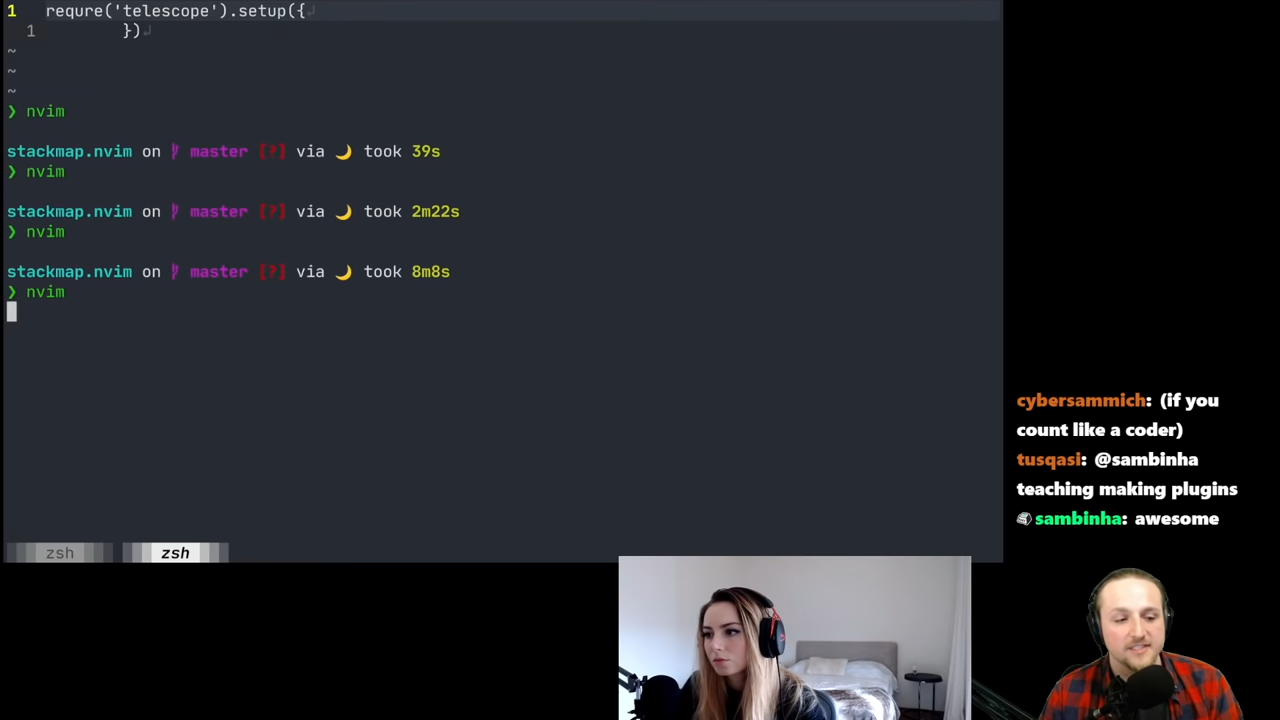 1 requre('telescope').setup({
1 })
~
~
~
❯ nvim
stackmap.nvim on master [?] via 🌙 took 39s
❯ nvim
stackmap.nvim on master [?] via 🌙 took 2m22s
❯ nvim
stackmap.nvim on master [?] via 🌙 took 8m8s
❯ nvim
zsh zsh
cybersammich: (if you
count like a coder)
tusqasi: @sambinha
teaching making plugins
sambinha: awesome